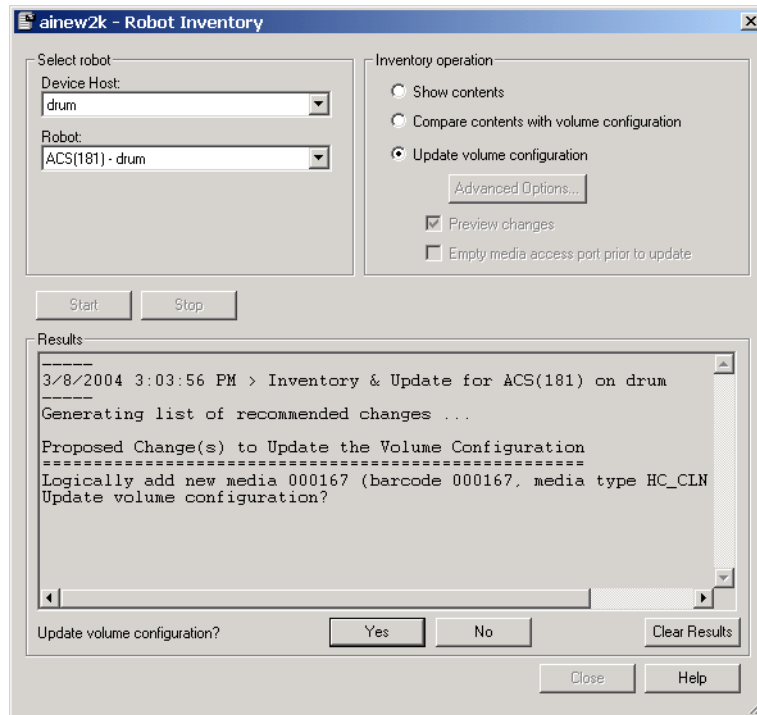 ainew2k - Robot Inventory
Select robot
Device Host:
drum
Robot:
ACS(181) - drum
Inventory operation
Show contents
Compare contents with volume configuration
Update volume configuration
Advanced Options...
Preview changes
Empty media access port prior to update
Start Stop
Results
-----
3/8/2004 3:03:56 PM > Inventory & Update for ACS(181) on drum
-----
Generating list of recommended changes ...
Proposed Change(s) to Update the Volume Configuration
=====================================================
Logically add new media 000167 (barcode 000167, media type HC_CLN
Update volume configuration?
Update volume configuration? Yes No Clear Results
Close Help